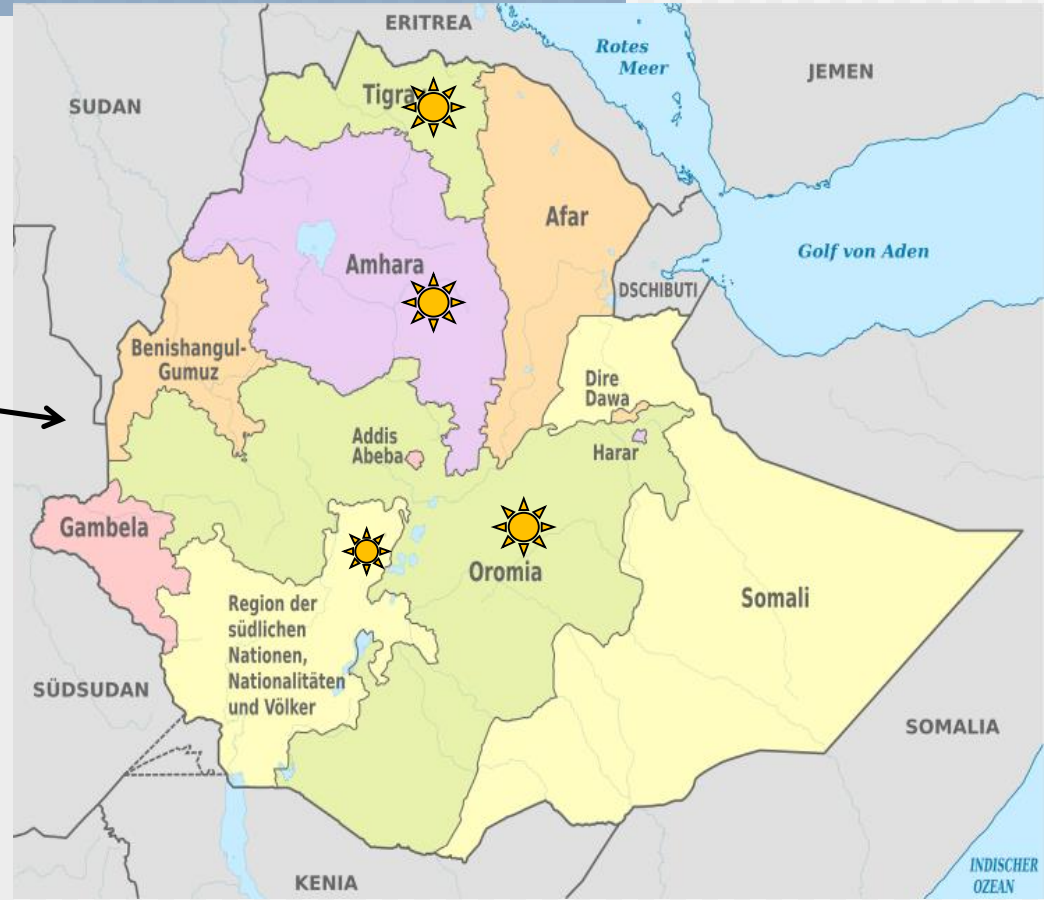 ERITREA
Rotes
Meer
JEMEN
SUDAN
Tigra
Afar
Golf von Aden
Amhara
DSCHIBUTI
Benishangul-
Gumuz
Dire
Dawa
Addis
Abeba
Harar
Gambela
Oromia
Somali
Region der
südlichen
Nationen,
Nationalitäten
und Völker
SÜDSUDAN
SOMALIA
KENIA
INDISCHER
OZEAN